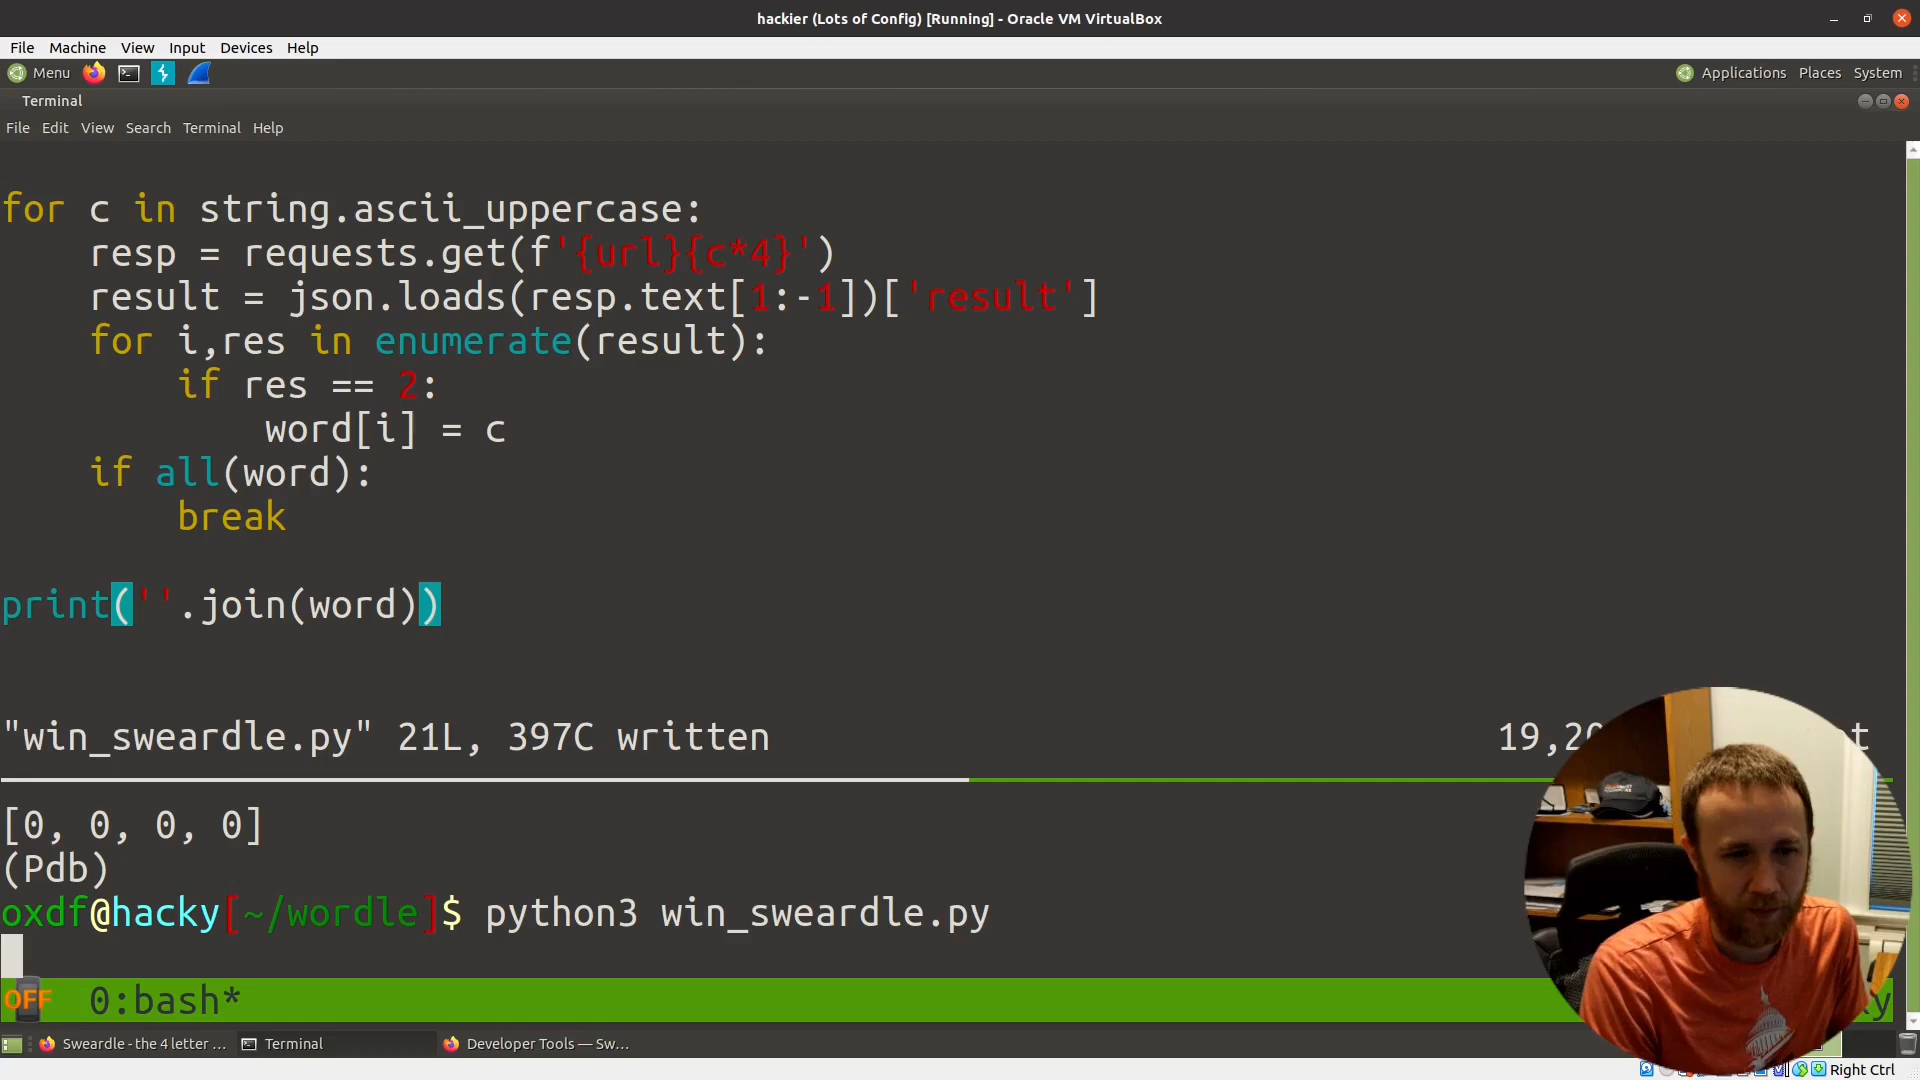 hackier (Lots of Config) [Running] - Oracle VM VirtualBox
File Machine View Input Devices Help
Menu Applications Places System
Terminal
File Edit View Search Terminal Help
for c in string.ascii_uppercase:
    resp = requests.get(f'{url}{c*4}')
    result = json.loads(resp.text[1:-1])['result']
    for i,res in enumerate(result):
        if res == 2:
            word[i] = c
    if all(word):
        break
print(''.join(word))
"win_sweardle.py" 21L, 397C written
[0, 0, 0, 0]
(Pdb)
oxdf@hacky[~/wordle]$ python3 win_sweardle.py
OFF 0:bash*
Sweardle - the 4 letter ... Terminal Developer Tools — Sw...
Right Ctrl